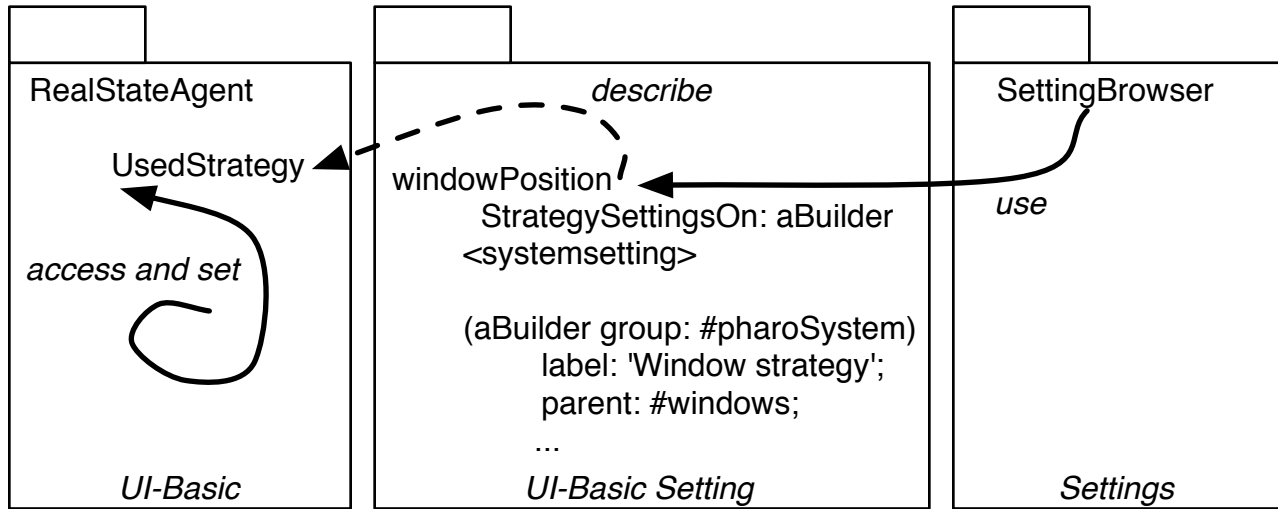 RealStateAgent
UsedStrategy
access and set
UI-Basic
describe
windowPosition
StrategySettingsOn: aBuilder
<systemsetting>
(aBuilder group: #pharoSystem)
label: 'Window strategy';
parent: #windows;
...
UI-Basic Setting
SettingBrowser
use
Settings